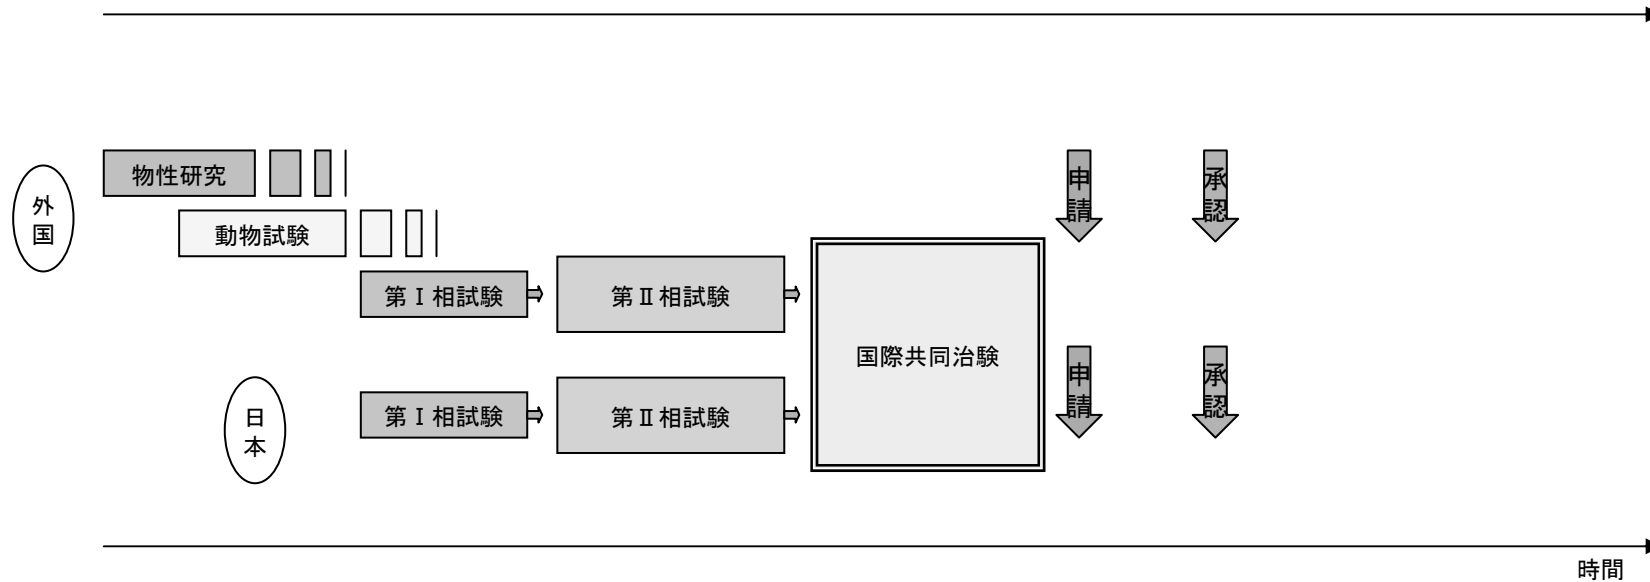 物性研究
動物試験
外国
第Ⅰ相試験
第Ⅱ相試験
申請
承認
国際共同治験
日本
第Ⅰ相試験
第Ⅱ相試験
申請
承認
時間